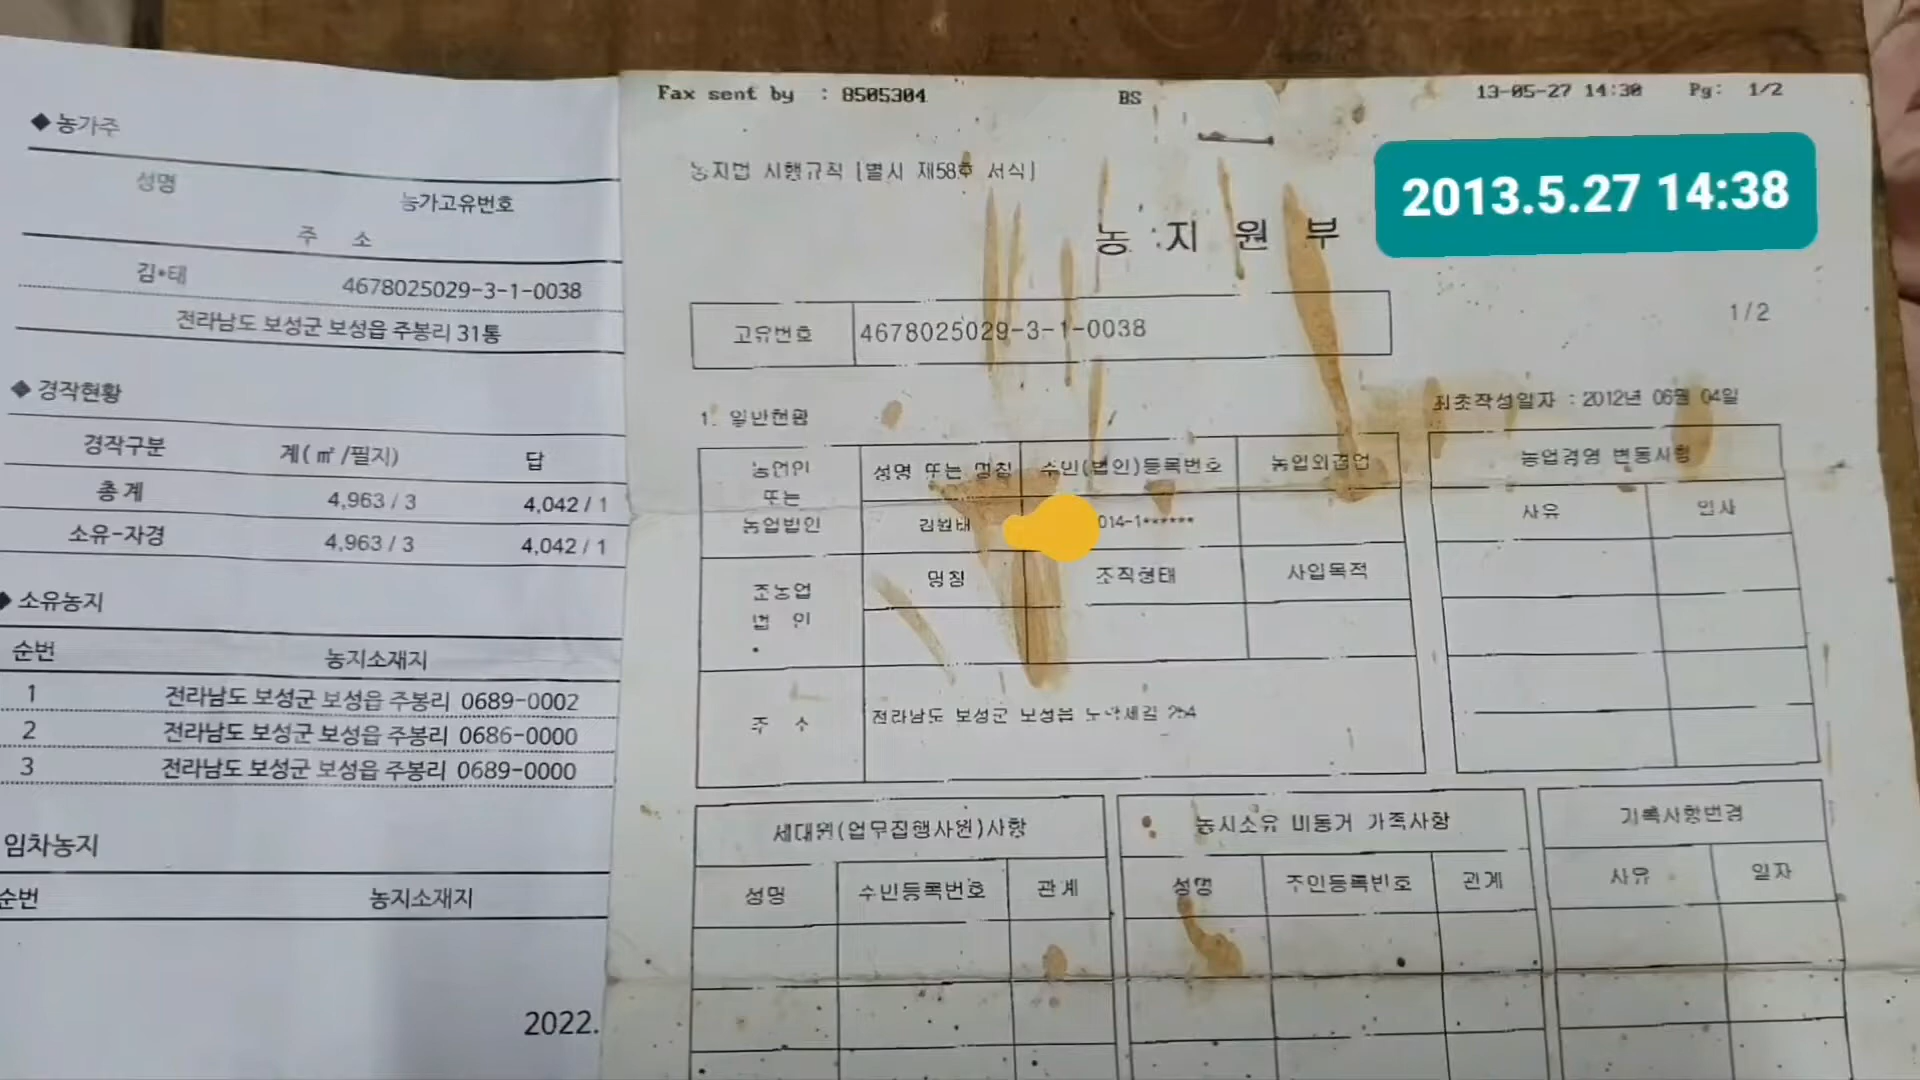 ◆ 농가주
성명
농가고유번호
주 소
김*태
4678025029-3-1-0038
전라남도 보성군 보성읍 주봉리 31통
◆ 경작현황
경작구분 계(㎡/필지) 답
총계 4,963 / 3 4,042 / 1
소유-자경 4,963 / 3 4,042 / 1
◆ 소유농지
순번 농지소재지
1 전라남도 보성군 보성읍 주봉리 0689-0002
2 전라남도 보성군 보성읍 주봉리 0686-0000
3 전라남도 보성군 보성읍 주봉리 0689-0000
임차농지
순번 농지소재지
2022.
Fax sent by : 8505304 BS 13-05-27 14:38 Pg: 1/2
2013.5.27 14:38
농지법 시행규칙 [별지 제58호 서식]
농 지 원 부
1/2
고유번호 4678025029-3-1-0038
최초작성일자 : 2012년 06월 04일
1. 일반현황
농업인
또는
농업법인
성명 또는 명칭 주민(법인)등록번호 농업외겸업
김원태 014-1******
준농업
법 인
명칭 조직형태 사업목적
주 소
전라남도 보성군 보성읍 254
농업경영 변동사항
사유 일자
세대원(업무집행사원)사항
성명 주민등록번호 관계
농지소유 비동거 가족사항
성명 주민등록번호 관계
기록사항변경
사유 일자